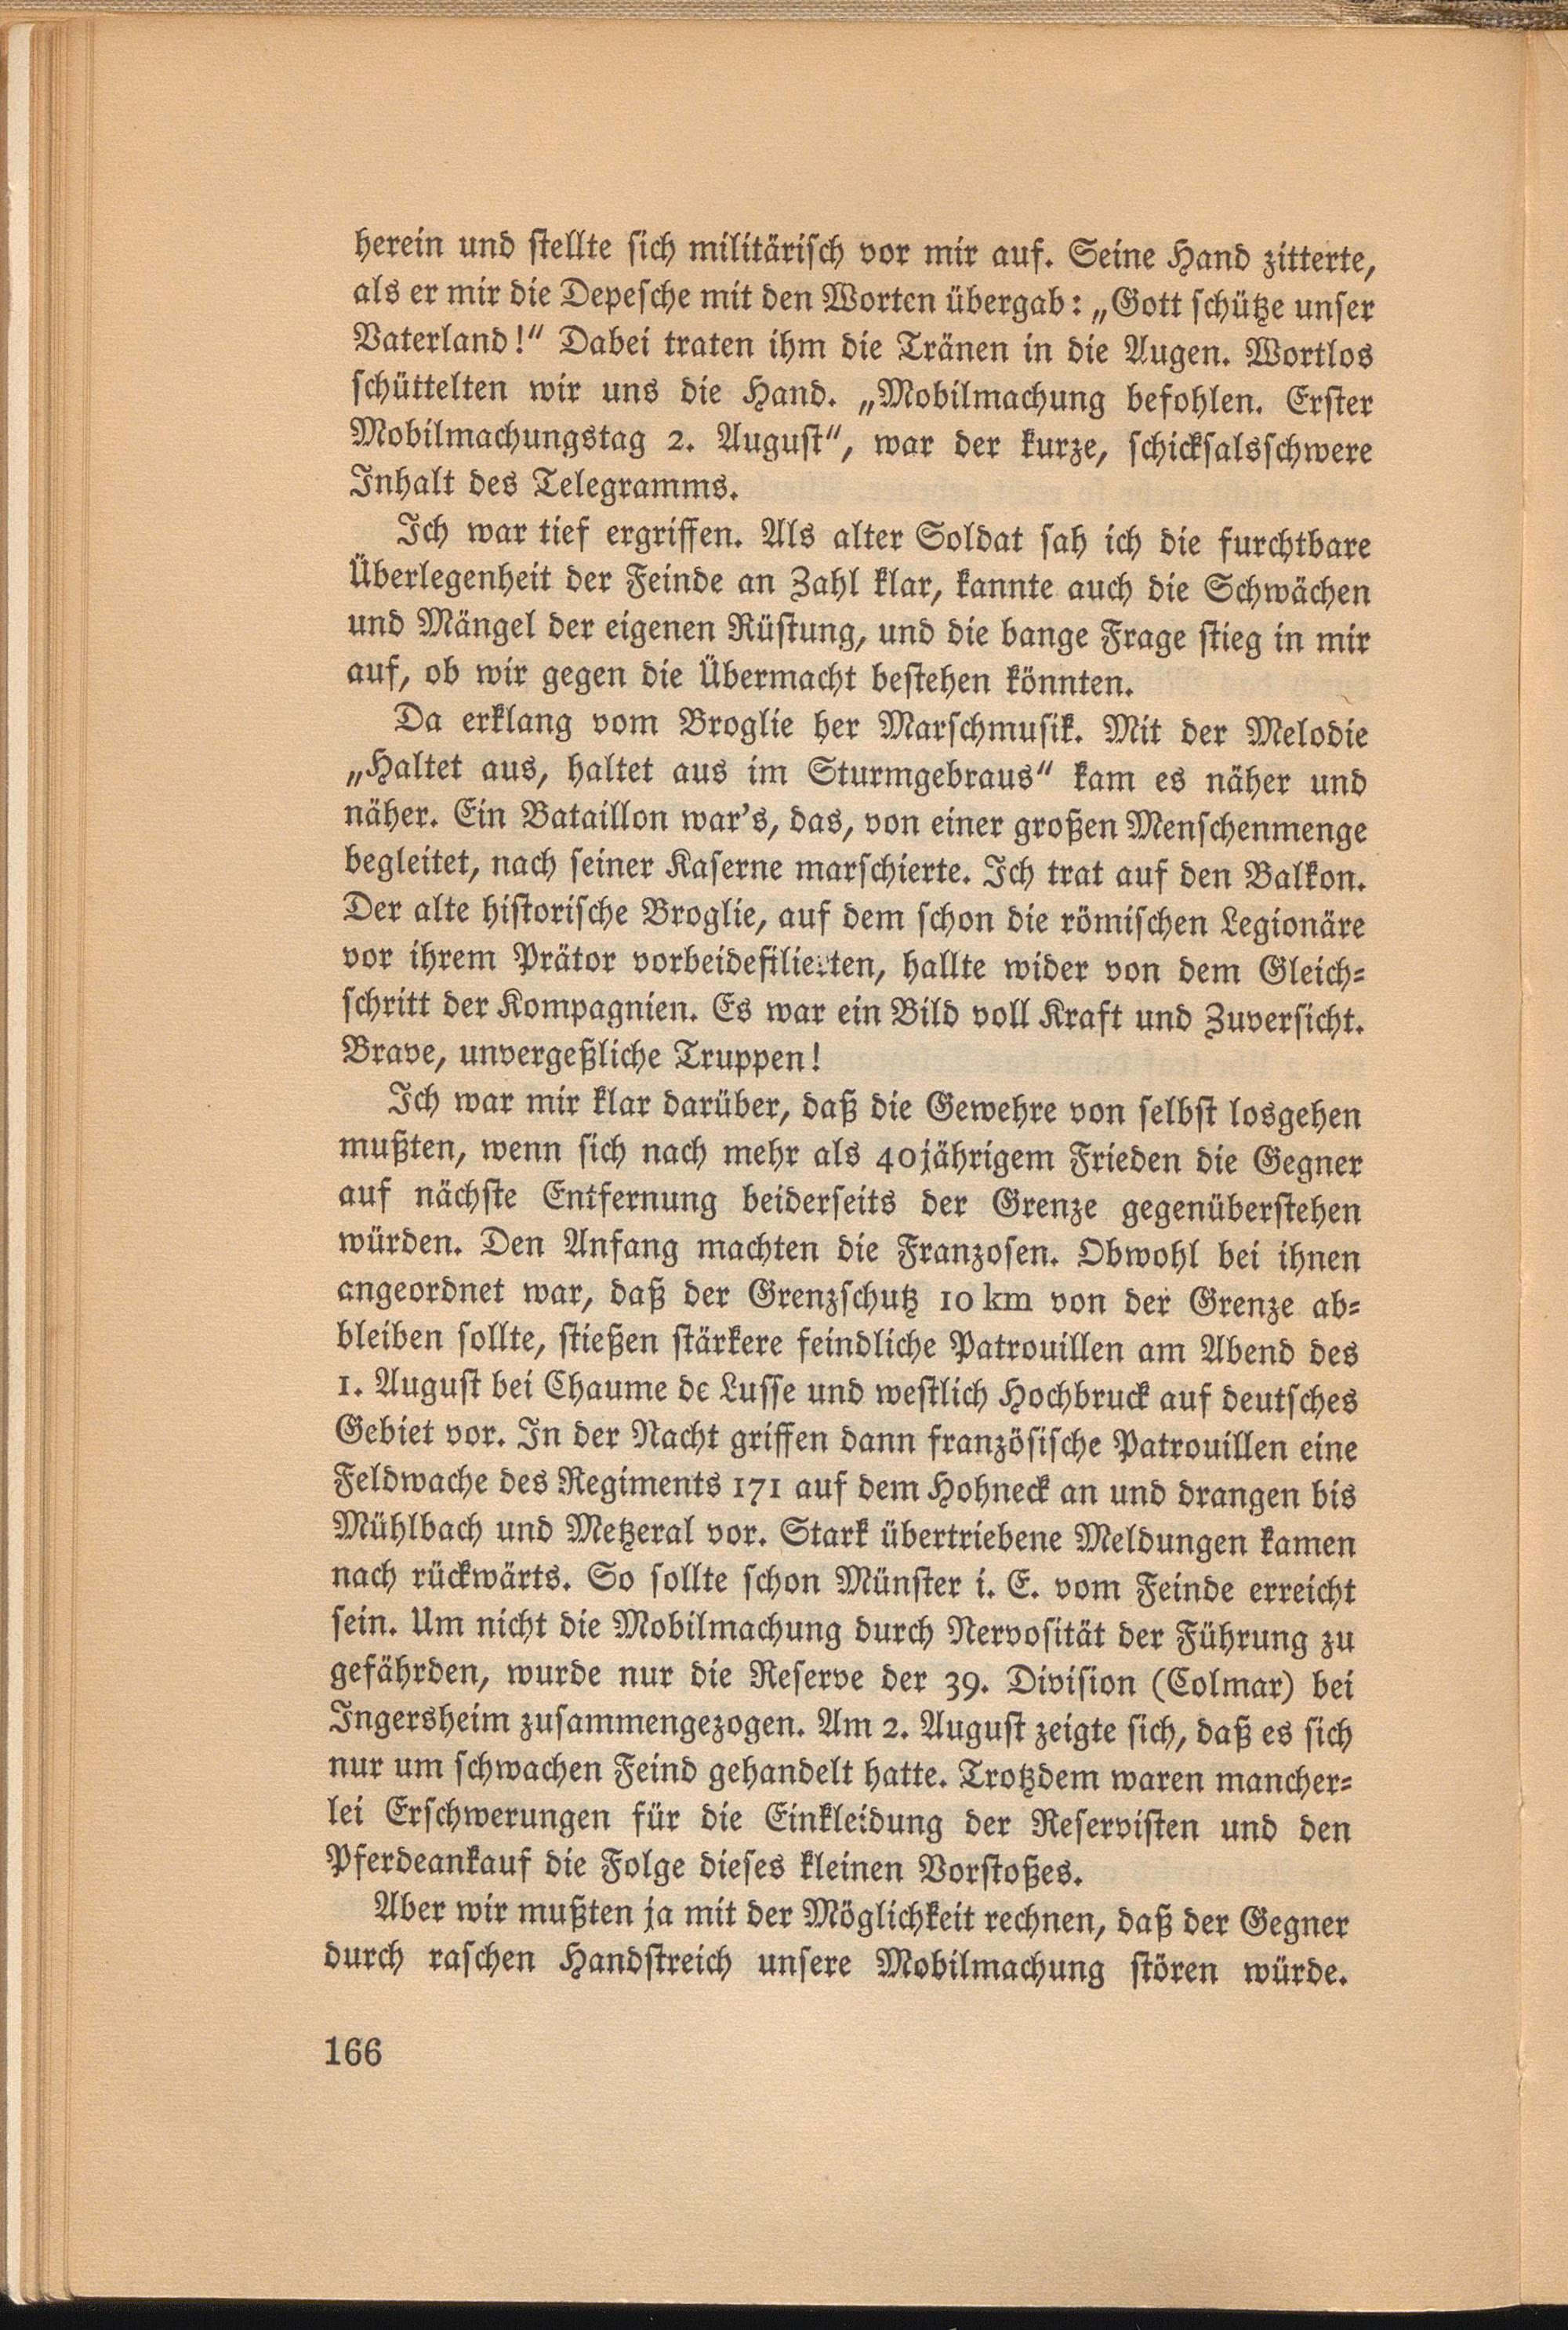 herein und stellte sich militärisch vor mir auf. Seine Hand zitterte,
als er mir die Depesche mit den Worten übergab: „Gott schütze unser
Vaterland!“ Dabei traten ihm die Tränen in die Augen. Wortlos
schüttelten wir uns die Hand. „Mobilmachung befohlen. Erster
Mobilmachungstag 2. August“, war der kurze, schicksalsschwere
Inhalt des Telegramms.
Ich war tief ergriffen. Als alter Soldat sah ich die furchtbare
Überlegenheit der Feinde an Zahl klar, kannte auch die Schwächen
und Mängel der eigenen Rüstung, und die bange Frage stieg in mir
auf, ob wir gegen die Übermacht bestehen könnten.
Da erklang vom Broglie her Marschmusik. Mit der Melodie
„Haltet aus, haltet aus im Sturmgebraus“ kam es näher und
näher. Ein Bataillon war’s, das, von einer großen Menschenmenge
begleitet, nach seiner Kaserne marschierte. Ich trat auf den Balkon.
Der alte historische Broglie, auf dem schon die römischen Legionäre
vor ihrem Prätor vorbeidefilierten, hallte wider von dem Gleich-
schritt der Kompagnien. Es war ein Bild voll Kraft und Zuversicht.
Brave, unvergeßliche Truppen!
Ich war mir klar darüber, daß die Gewehre von selbst losgehen
mußten, wenn sich nach mehr als 40jährigem Frieden die Gegner
auf nächste Entfernung beiderseits der Grenze gegenüberstehen
würden. Den Anfang machten die Franzosen. Obwohl bei ihnen
angeordnet war, daß der Grenzschutz 10 km von der Grenze ab-
bleiben sollte, stießen stärkere feindliche Patrouillen am Abend des
1. August bei Chaume de Lusse und westlich Hochbruck auf deutsches
Gebiet vor. In der Nacht griffen dann französische Patrouillen eine
Feldwache des Regiments 171 auf dem Hohneck an und drangen bis
Mühlbach und Metzeral vor. Stark übertriebene Meldungen kamen
nach rückwärts. So sollte schon Münster i. E. vom Feinde erreicht
sein. Um nicht die Mobilmachung durch Nervosität der Führung zu
gefährden, wurde nur die Reserve der 39. Division (Colmar) bei
Ingersheim zusammengezogen. Am 2. August zeigte sich, daß es sich
nur um schwachen Feind gehandelt hatte. Trotzdem waren mancher-
lei Erschwerungen für die Einkleidung der Reservisten und den
Pferdeankauf die Folge dieses kleinen Vorstoßes.
Aber wir mußten ja mit der Möglichkeit rechnen, daß der Gegner
durch raschen Handstreich unsere Mobilmachung stören würde.
166